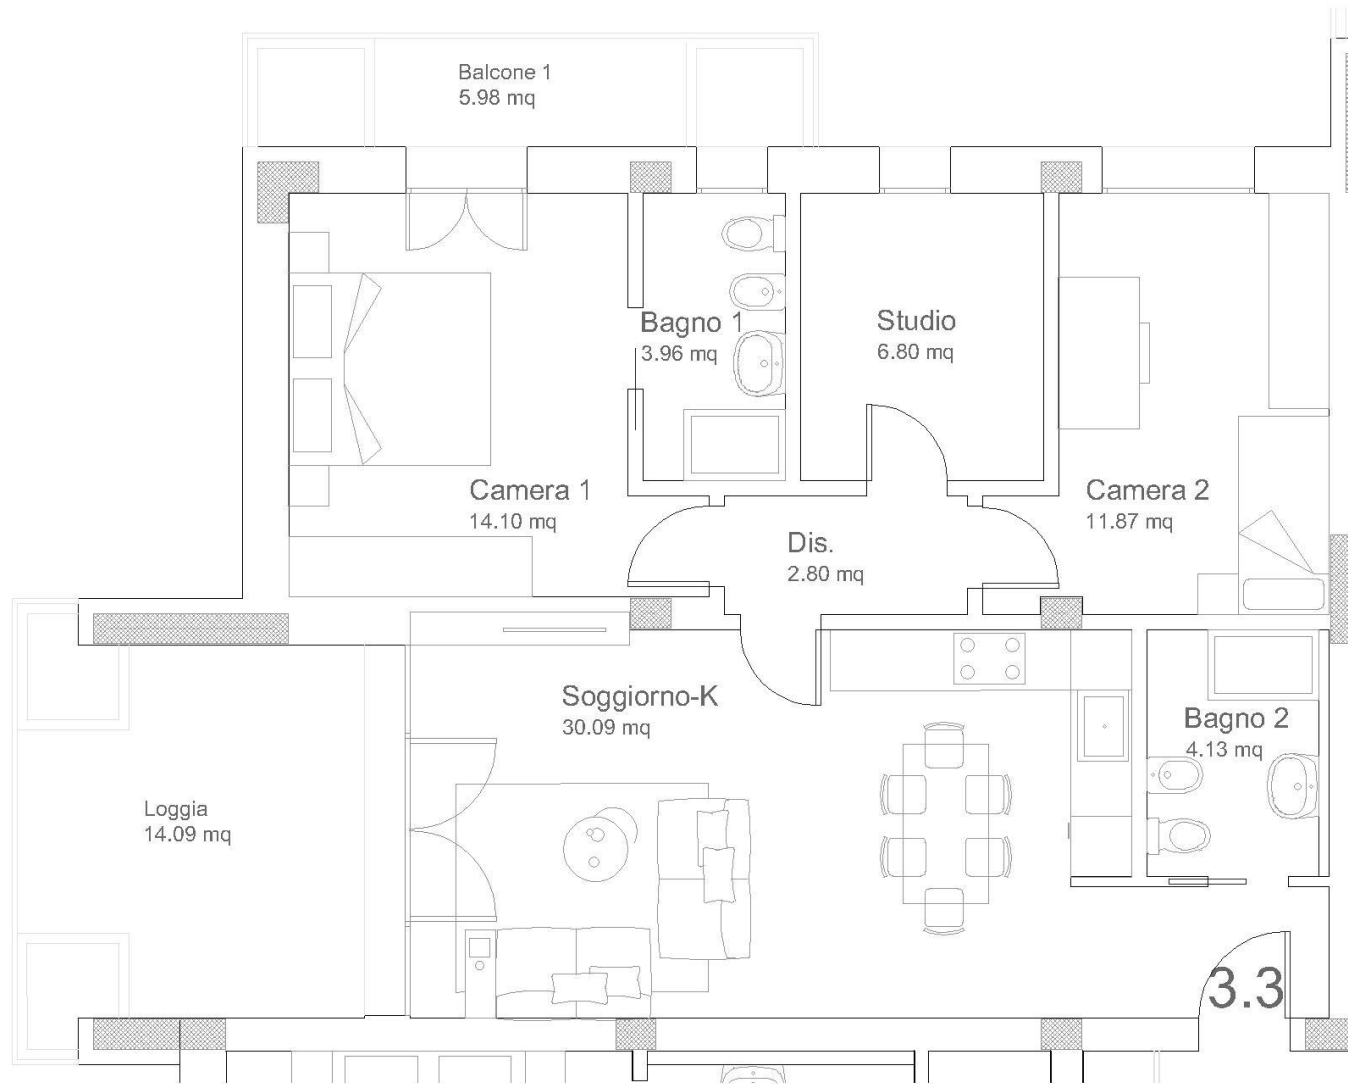 Balcone 1
5.98 mq
Bagno 1
3.96 mq
Studio
6.80 mq
Camera 1
14.10 mq
Camera 2
11.87 mq
Dis.
2.80 mq
Soggiorno-K
30.09 mq
Bagno 2
4.13 mq
Loggia
14.09 mq
3.3